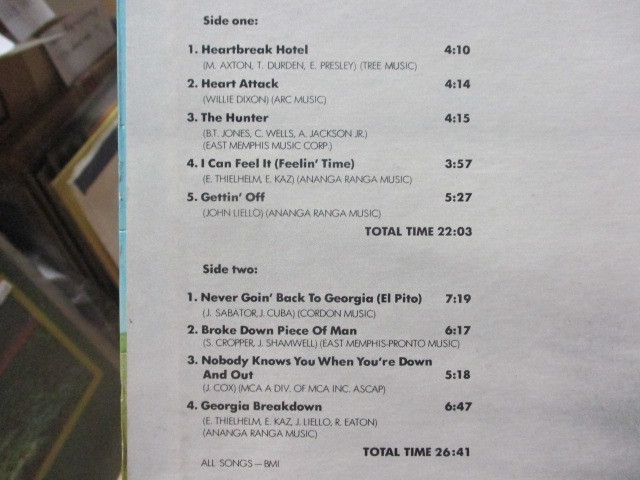 Side one:
1. Heartbreak Hotel 4:10
(M. AXTON, T. DURDEN, E. PRESLEY) (TREE MUSIC)
2. Heart Attack 4:14
(WILLIE DIXON) (ARC MUSIC)
3. The Hunter 4:15
(B.T. JONES, C. WELLS, A. JACKSON JR.)
(EAST MEMPHIS MUSIC CORP.)
4. I Can Feel It (Feelin' Time) 3:57
(E. THIELHELM, E. KAZ) (ANANGA RANGA MUSIC)
5. Gettin' Off 5:27
(JOHN LIELLO) (ANANGA RANGA MUSIC)
TOTAL TIME 22:03
Side two:
1. Never Goin' Back To Georgia (El Pito) 7:19
(J. SABATOR, J. CUBA) (CORDON MUSIC)
2. Broke Down Piece Of Man 6:17
(S. CROPPER, J. SHAMWELL) (EAST MEMPHIS-PRONTO MUSIC)
3. Nobody Knows You When You're Down
And Out 5:18
(J. COX) (MCA A DIV. OF MCA INC. ASCAP)
4. Georgia Breakdown 6:47
(E. THIELHELM, E. KAZ, J. LIELLO, R. EATON)
(ANANGA RANGA MUSIC)
TOTAL TIME 26:41
ALL SONGS — BMI